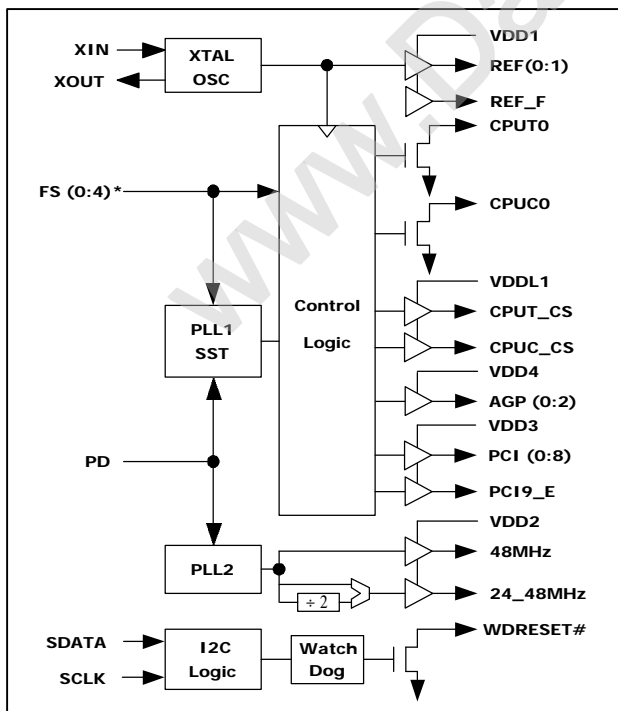 XIN
XOUT
XTAL
OSC
VDD1
REF(0:1)
REF_F
CPUT0
FS (0:4)*
CPUC0
Control
Logic
VDDL1
CPUT_CS
CPUC_CS
PLL1
SST
VDD4
AGP (0:2)
VDD3
PCI (0:8)
PCI9_E
PD
VDD2
48MHz
PLL2
÷ 2
24_48MHz
SDATA
SCLK
I2C
Logic
Watch
Dog
WDRESET#
www.Da